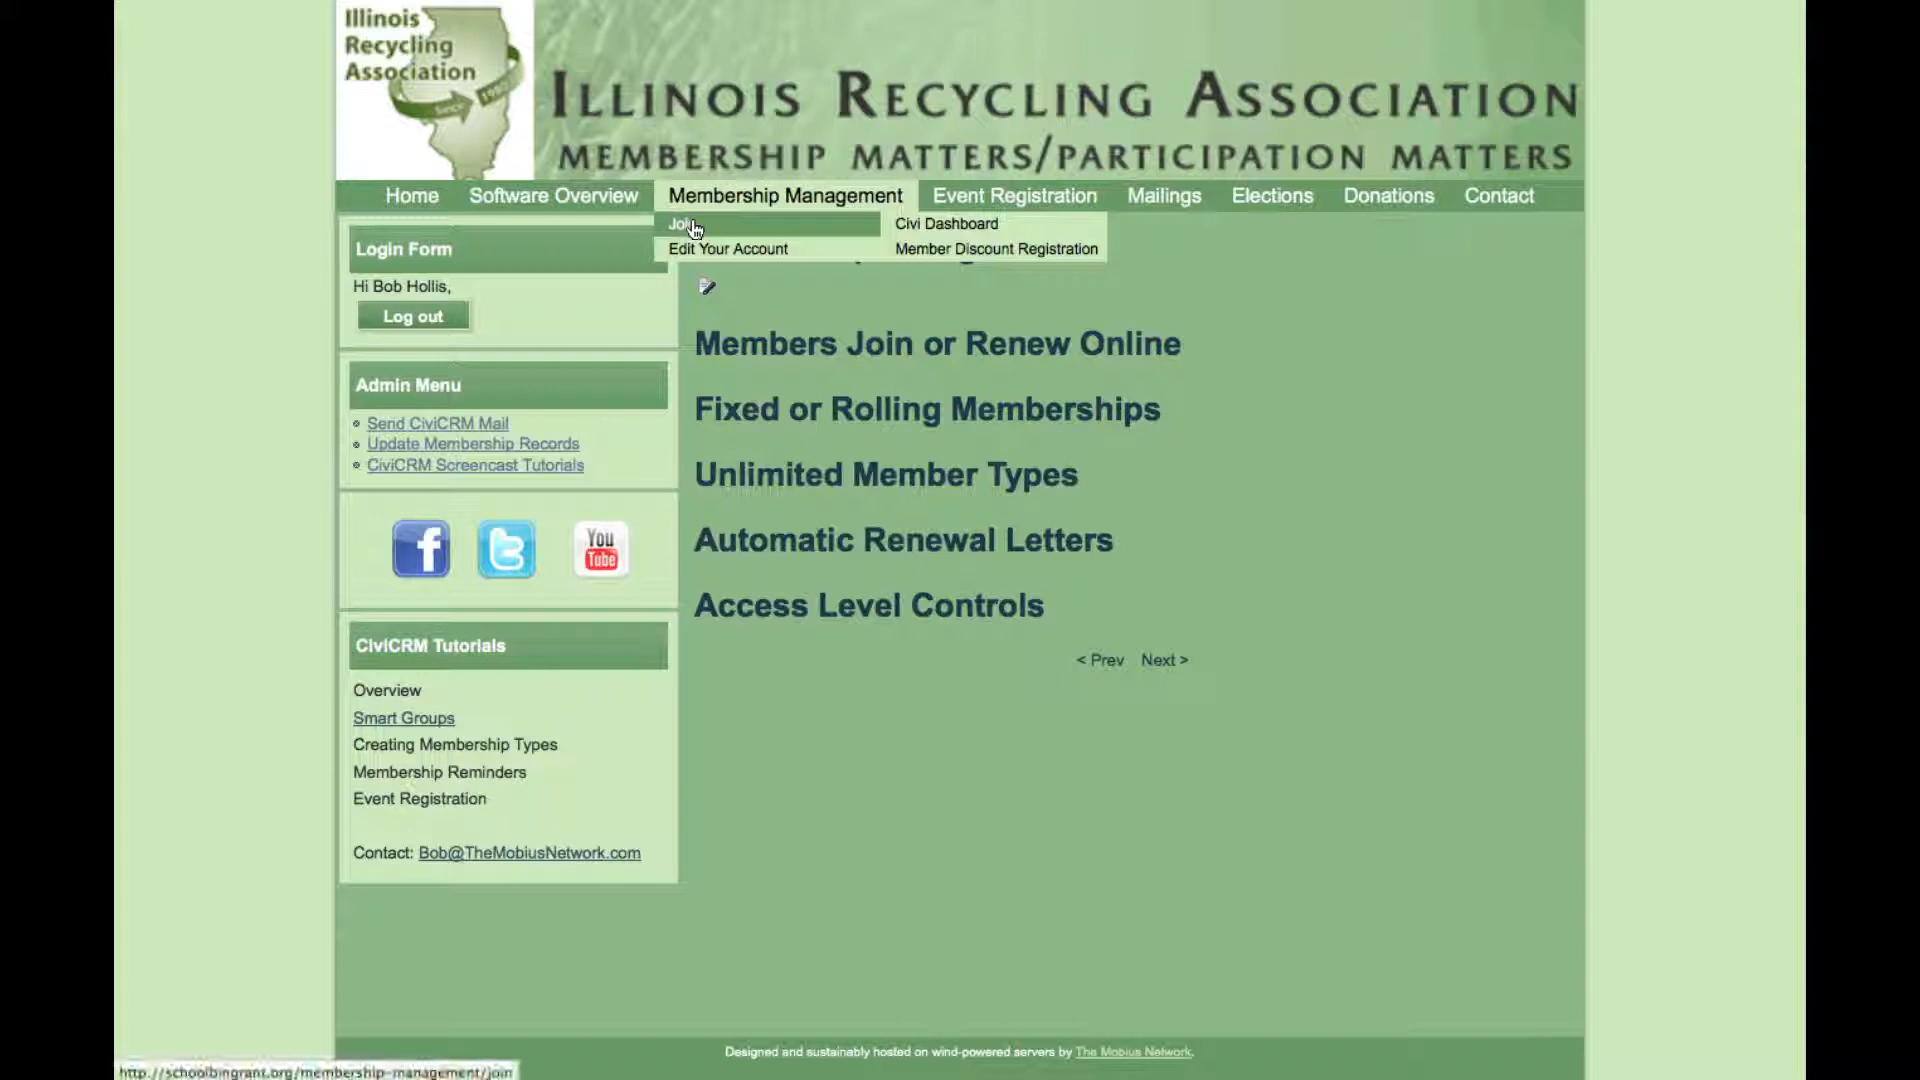 Illinois
Recycling
Association
Since 1980
ILLINOIS RECYCLING ASSOCIATION
MEMBERSHIP MATTERS/PARTICIPATION MATTERS
Home Software Overview Membership Management Event Registration Mailings Elections Donations Contact
Civi Dashboard
Edit Your Account Member Discount Registration
Login Form
Hi Bob Hollis,
Log out
Admin Menu
Send CiviCRM Mail
Update Membership Records
CiviCRM Screencast Tutorials
f
You
Tube
CiviCRM Tutorials
Overview
Smart Groups
Creating Membership Types
Membership Reminders
Event Registration
Contact: Bob@TheMobiusNetwork.com
Members Join or Renew Online
Fixed or Rolling Memberships
Unlimited Member Types
Automatic Renewal Letters
Access Level Controls
< Prev Next >
Designed and sustainably hosted on wind-powered servers by The Mobius Network.
http://schoolbingrant.org/membership-management/join